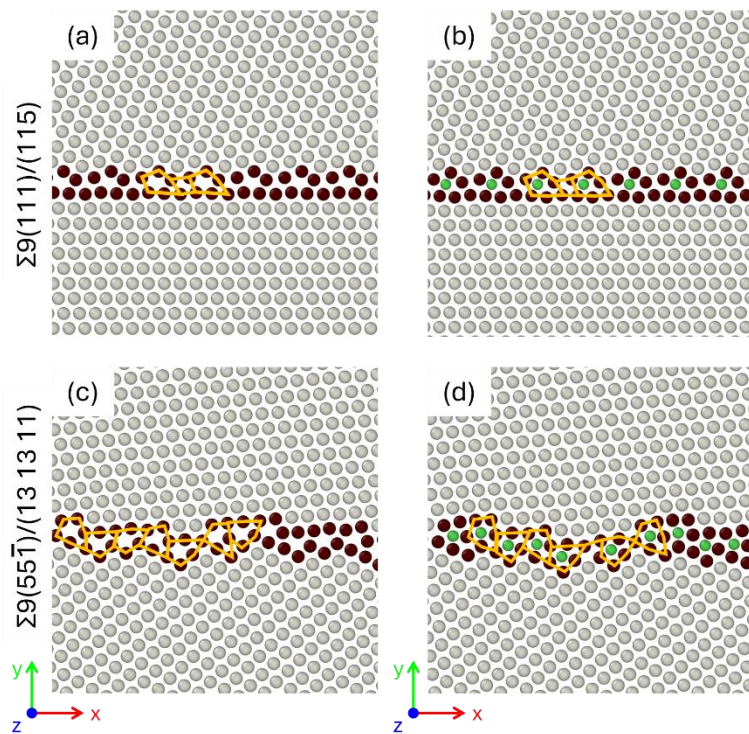 (a)
(b)
Σ9(111)/(115)
(c)
(d)
Σ9(551̄)/(13 13 11)
y
z
x
y
z
x